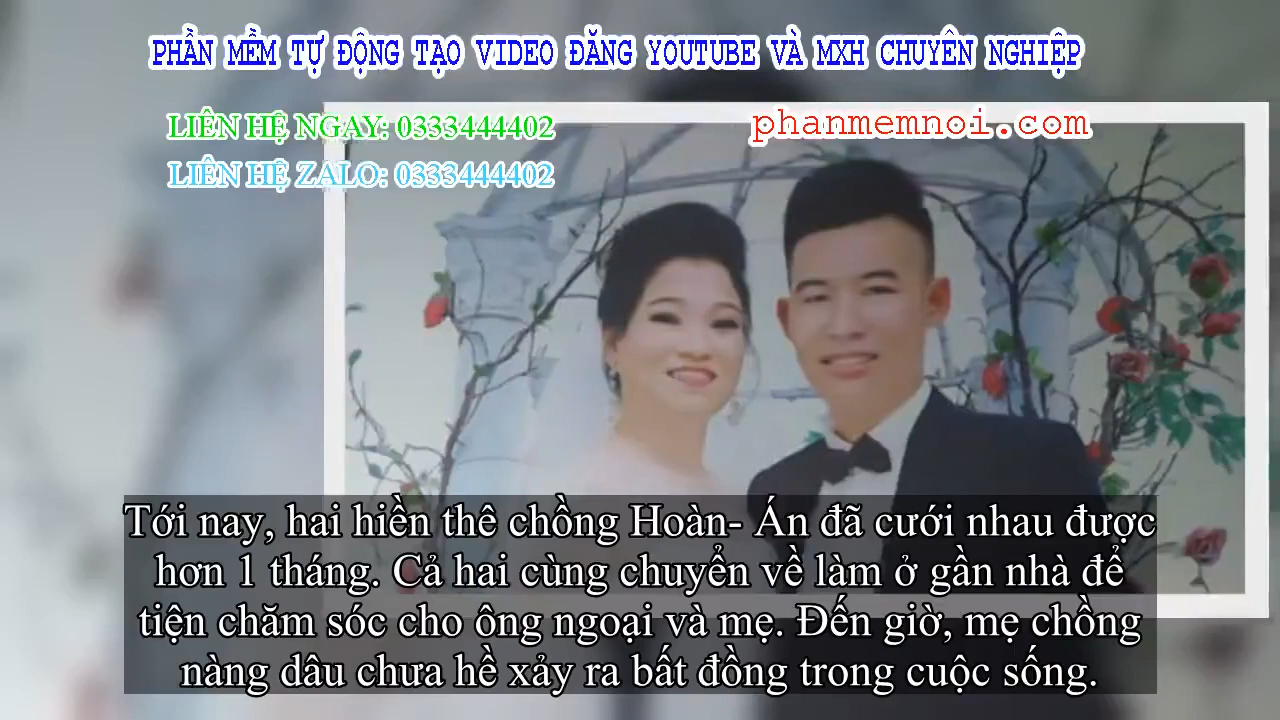 PHẦN MỀM TỰ ĐỘNG TẠO VIDEO ĐĂNG YOUTUBE VÀ MXH CHUYÊN NGHIỆP
LIÊN HỆ NGAY: 0333444402
phanmemnoi.com
LIÊN HỆ ZALO: 0333444402
Tới nay, hai hiền thê chồng Hoàn- Án đã cưới nhau được
hơn 1 tháng. Cả hai cùng chuyển về làm ở gần nhà để
tiện chăm sóc cho ông ngoại và mẹ. Đến giờ, mẹ chồng
nàng dâu chưa hề xảy ra bất đồng trong cuộc sống.